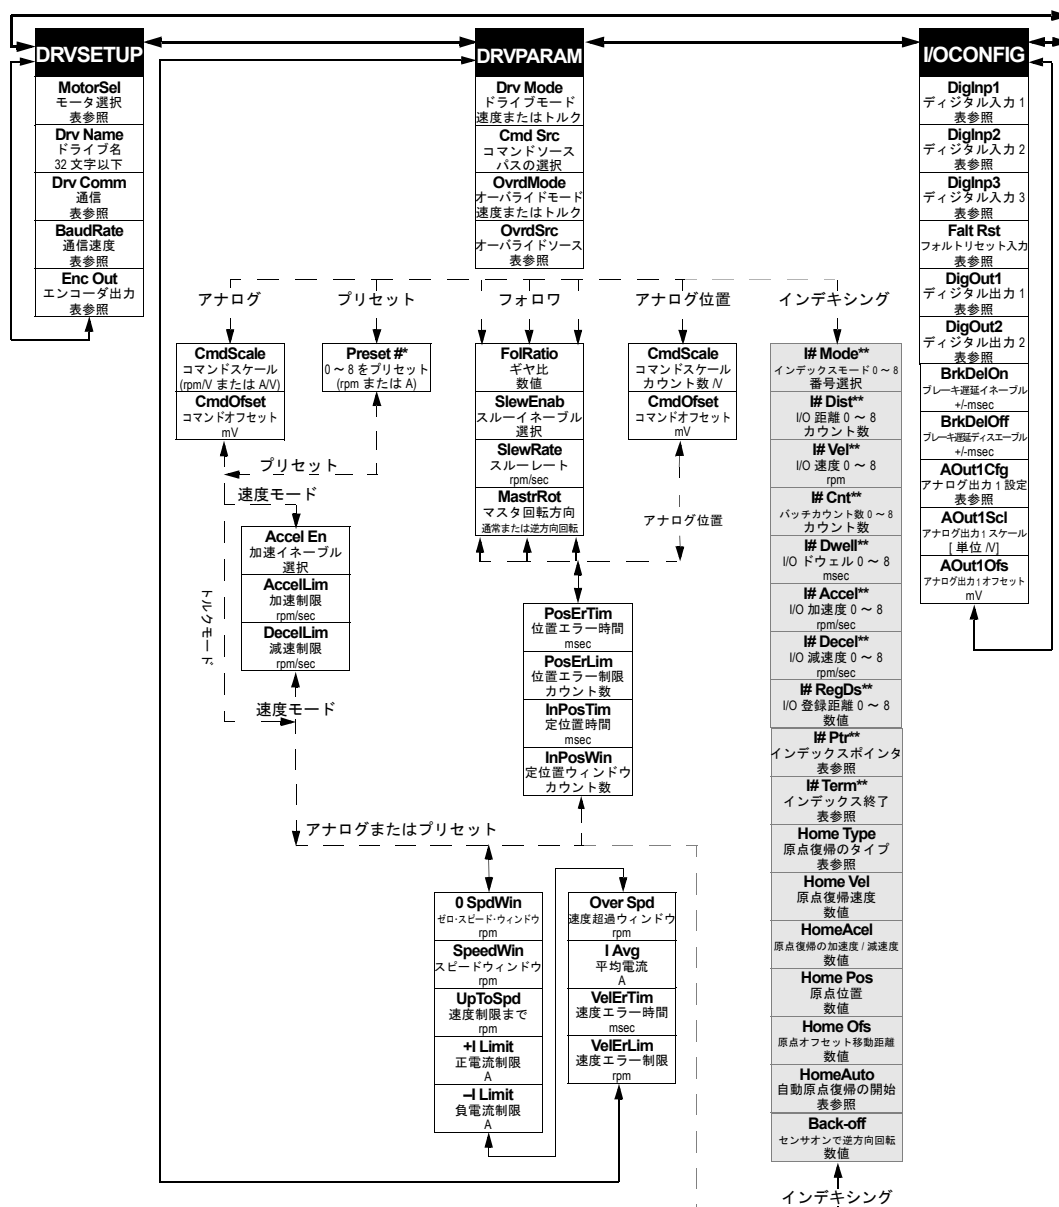 DRVSETUP
MotorSel
モータ選択
表参照
Drv Name
ドライブ名
32 文字以下
Drv Comm
通信
表参照
BaudRate
通信速度
表参照
Enc Out
エンコーダ出力
表参照
DRVPARAM
Drv Mode
ドライブモード
速度またはトルク
Cmd Src
コマンドソース
パスの選択
OvrdMode
オーバライドモード
速度またはトルク
OvrdSrc
オーバライドソース
表参照
I/OCONFIG
DigInp1
ディジタル入力 1
表参照
DigInp2
ディジタル入力 2
表参照
DigInp3
ディジタル入力 3
表参照
Falt Rst
フォルトリセット入力
表参照
DigOut1
ディジタル出力 1
表参照
DigOut2
ディジタル出力 2
表参照
BrkDelOn
ブレーキ遅延イネーブル
+/-msec
BrkDelOff
ブレーキ遅延ディスエーブル
+/-msec
AOut1Cfg
アナログ出力 1 設定
表参照
AOut1Scl
アナログ出力 1 スケール
[ 単位 /V]
AOut1Ofs
アナログ出力 1 オフセット
mV
アナログ
プリセット
フォロワ
アナログ位置
インデキシング
CmdScale
コマンドスケール
(rpm/V または A/V)
CmdOfset
コマンドオフセット
mV
Preset #*
0 ～ 8 をプリセット
(rpm または A)
FolRatio
ギヤ比
数値
SlewEnab
スルーイネーブル
選択
SlewRate
スルーレート
rpm/sec
MastrRot
マスタ回転方向
通常または逆方向回転
CmdScale
コマンドスケール
カウント数 /V
CmdOfset
コマンドオフセット
mV
I# Mode**
インデックスモード 0 ～ 8
番号選択
I# Dist**
I/O 距離 0 ～ 8
カウント数
I# Vel**
I/O 速度 0 ～ 8
rpm
I# Cnt**
バッチカウント数 0 ～ 8
カウント数
I# Dwell**
I/O ドウェル 0 ～ 8
msec
I# Accel**
I/O 加速度 0 ～ 8
rpm/sec
I# Decel**
I/O 減速度 0 ～ 8
rpm/sec
I# RegDs**
I/O 登録距離 0 ～ 8
数値
I# Ptr**
インデックスポインタ
表参照
I# Term**
インデックス終了
表参照
Home Type
原点復帰のタイプ
表参照
Home Vel
原点復帰速度
数値
HomeAcel
原点復帰の加速度 / 減速度
数値
Home Pos
原点位置
数値
Home Ofs
原点オフセット移動距離
数値
HomeAuto
自動原点復帰の開始
表参照
Back-off
センサオンで逆方向回転
数値
インデキシング
プリセット
速度モード
アナログ位置
Accel En
加速イネーブル
選択
AccelLim
加速制限
rpm/sec
DecelLim
減速制限
rpm/sec
トルクモード
速度モード
PosErTim
位置エラー時間
msec
PosErLim
位置エラー制限
カウント数
InPosTim
定位置時間
msec
InPosWin
定位置ウィンドウ
カウント数
アナログまたはプリセット
0 SpdWin
ゼロ･スピード･ウィンドウ
rpm
SpeedWin
スピードウィンドウ
rpm
UpToSpd
速度制限まで
rpm
+I Limit
正電流制限
A
–I Limit
負電流制限
A
Over Spd
速度超過ウィンドウ
rpm
I Avg
平均電流
A
VelErTim
速度エラー時間
msec
VelErLim
速度エラー制限
rpm